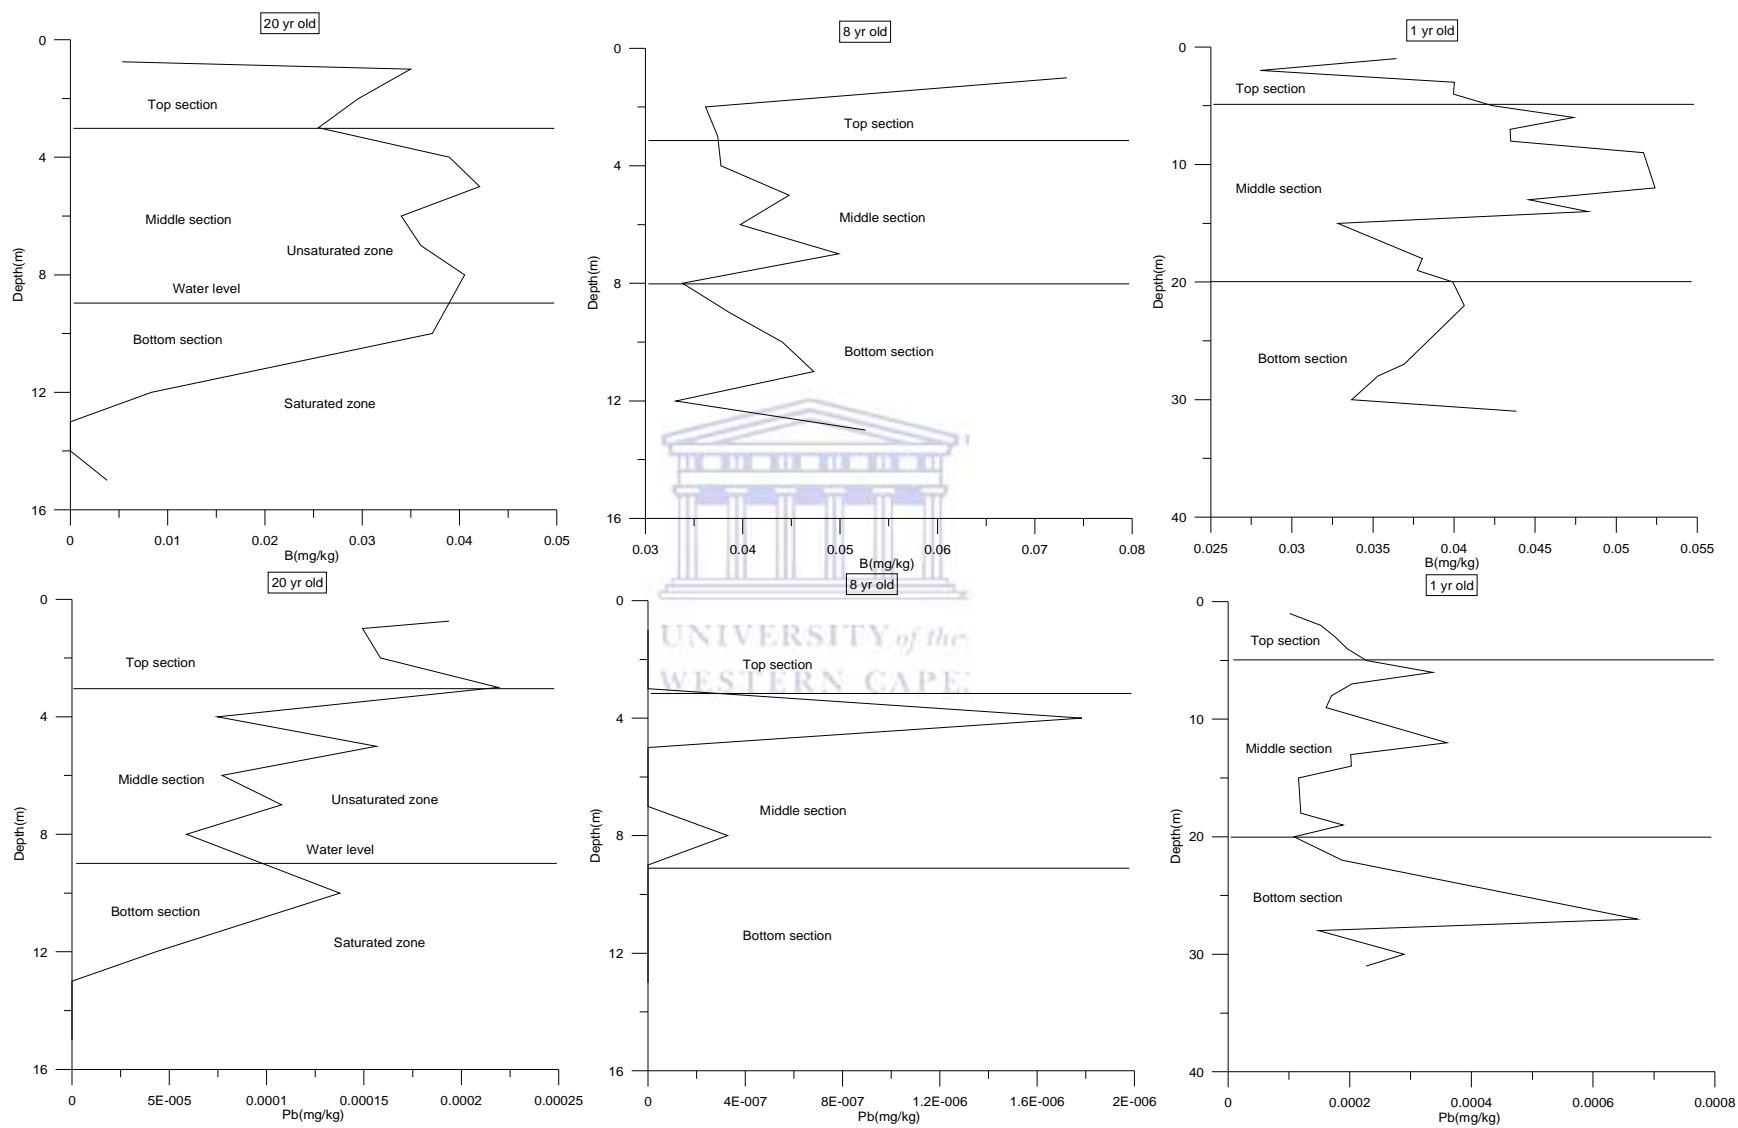 20 yr old
0
4
8
12
16
Depth(m)
Top section
Middle section
Unsaturated zone
Water level
Bottom section
Saturated zone
0 0.01 0.02 0.03 0.04 0.05
B(mg/kg)
8 yr old
0
4
8
12
16
Depth(m)
Top section
Middle section
Bottom section
0.03 0.04 0.05 0.06 0.07 0.08
B(mg/kg)
1 yr old
0
10
20
30
40
Depth(m)
Top section
Middle section
Bottom section
0.025 0.03 0.035 0.04 0.045 0.05 0.055
B(mg/kg)
20 yr old
0
4
8
12
16
Depth(m)
Top section
Middle section
Unsaturated zone
Water level
Bottom section
Saturated zone
0 5E-005 0.0001 0.00015 0.0002 0.00025
Pb(mg/kg)
8 yr old
0
4
8
12
16
Depth(m)
UNIVERSITY of the
Top section
WESTERN CAPE
Middle section
Bottom section
0 4E-007 8E-007 1.2E-006 1.6E-006 2E-006
Pb(mg/kg)
1 yr old
0
10
20
30
40
Depth(m)
Top section
Middle section
Bottom section
0 0.0002 0.0004 0.0006 0.0008
Pb(mg/kg)